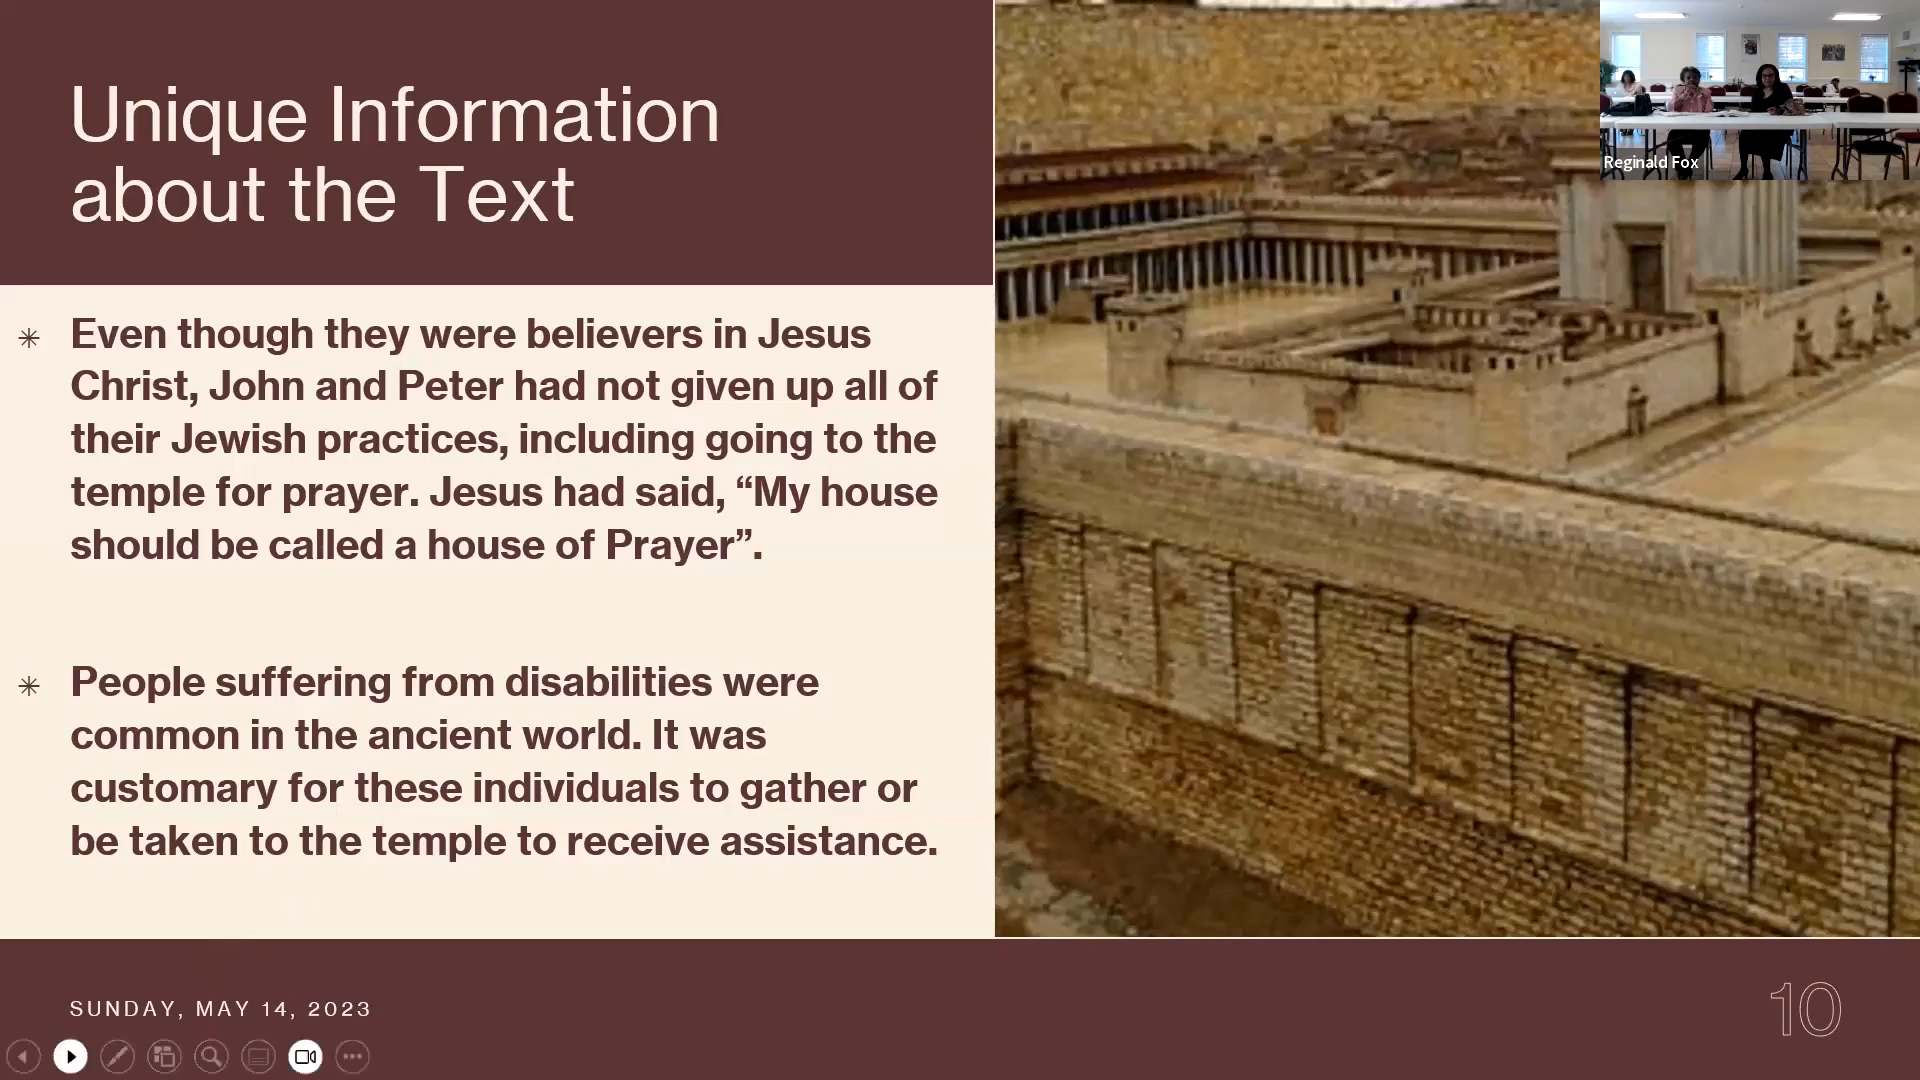 Unique Information
about the Text
Reginald Fox
Even though they were believers in Jesus
Christ, John and Peter had not given up all of
their Jewish practices, including going to the
temple for prayer. Jesus had said, “My house
should be called a house of Prayer”.
People suffering from disabilities were
common in the ancient world. It was
customary for these individuals to gather or
be taken to the temple to receive assistance.
SUNDAY, MAY 14, 2023
10